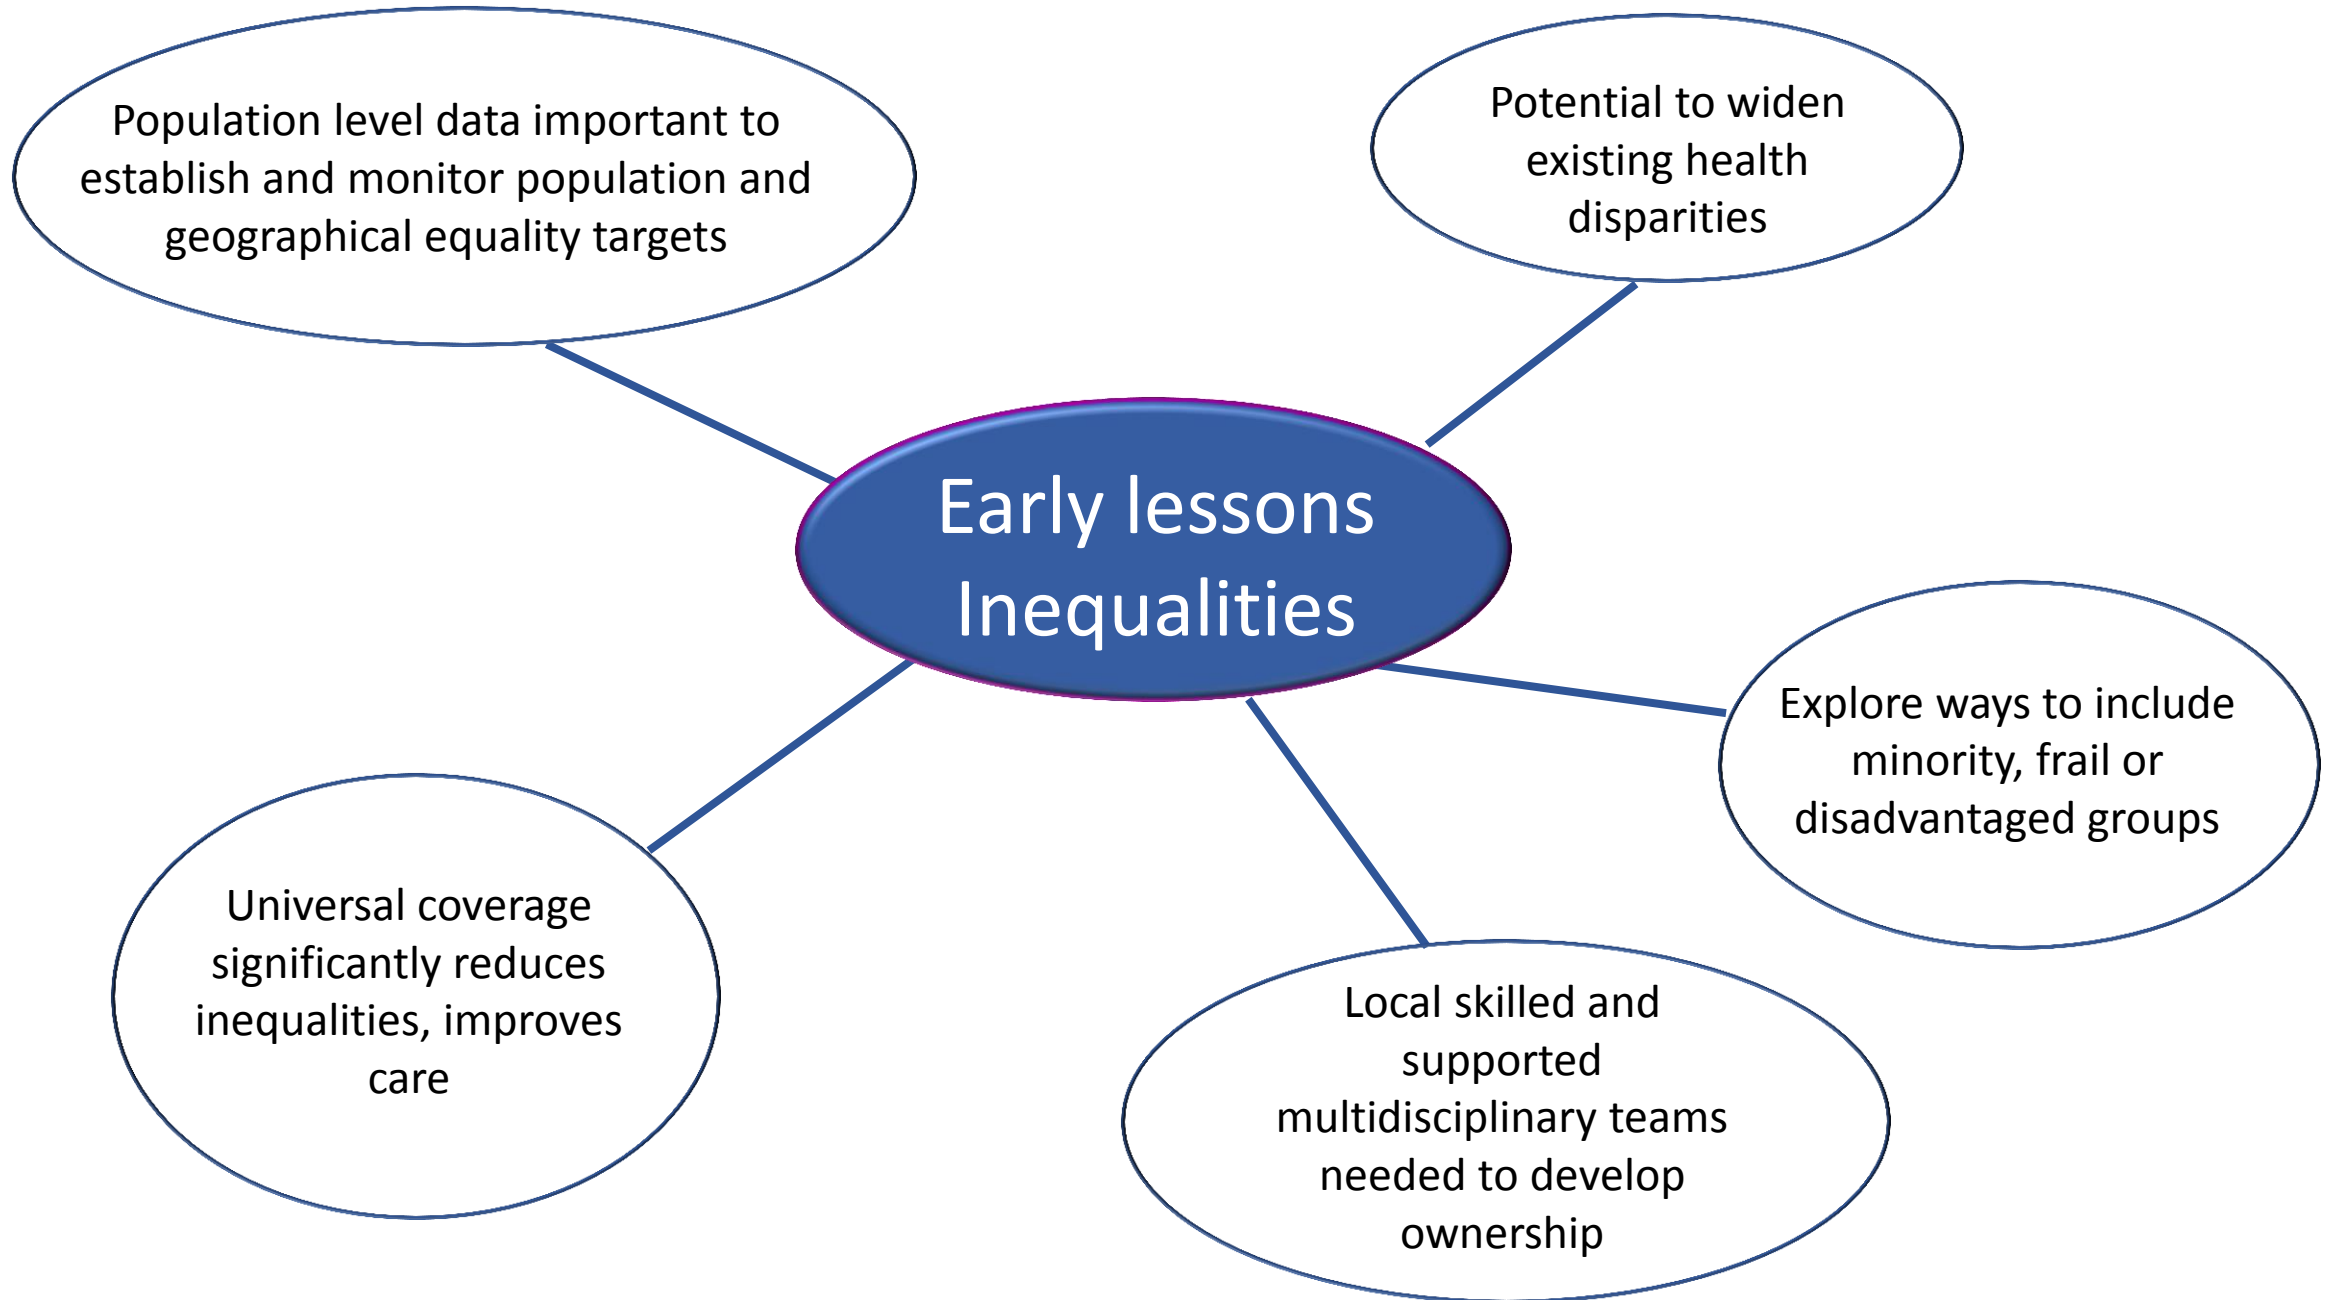 Population level data important to
establish and monitor population and
geographical equality targets
Potential to widen
existing health
disparities
Early lessons
Inequalities
Explore ways to include
minority, frail or
disadvantaged groups
Universal coverage
significantly reduces
inequalities, improves
care
Local skilled and
supported
multidisciplinary teams
needed to develop
ownership